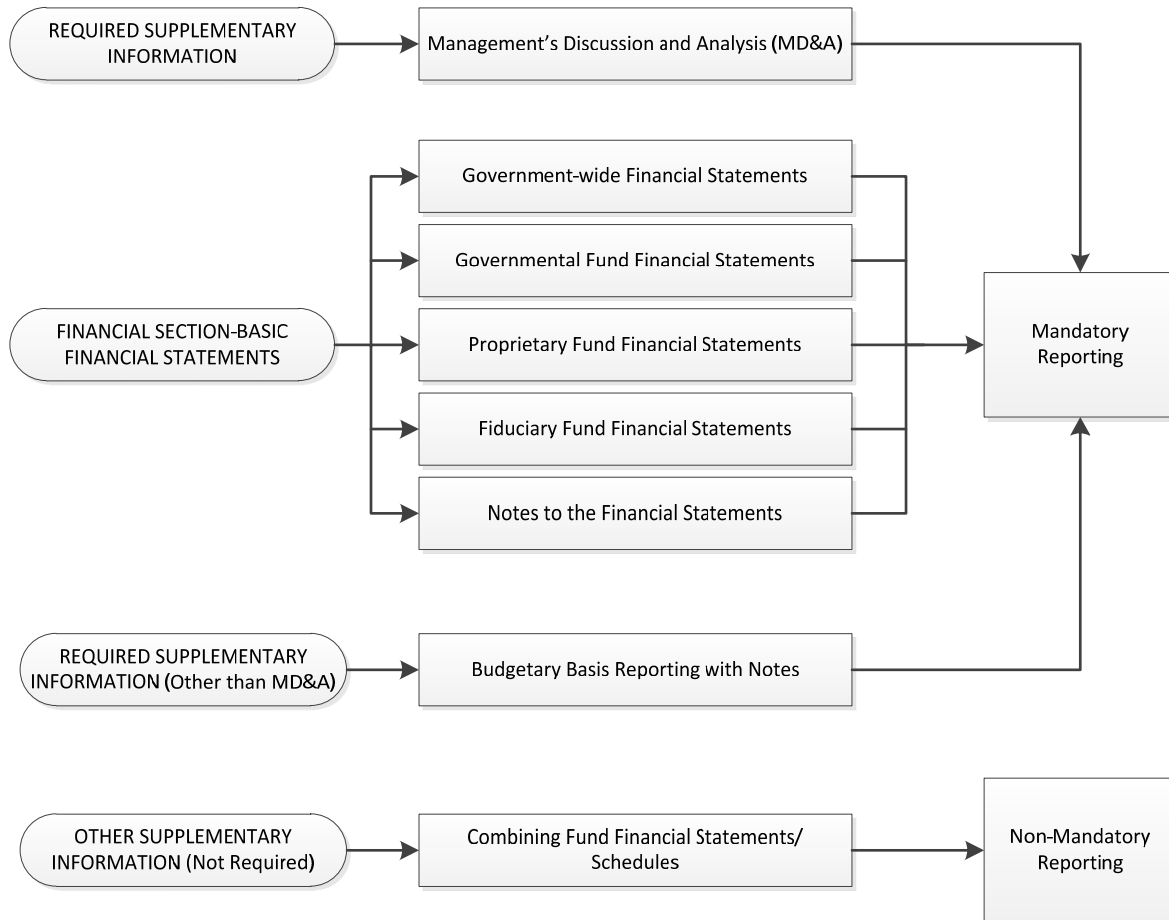 REQUIRED SUPPLEMENTARY
INFORMATION
Management’s Discussion and Analysis (MD&A)
Government-wide Financial Statements
Governmental Fund Financial Statements
FINANCIAL SECTION-BASIC
FINANCIAL STATEMENTS
Proprietary Fund Financial Statements
Mandatory
Reporting
Fiduciary Fund Financial Statements
Notes to the Financial Statements
REQUIRED SUPPLEMENTARY
INFORMATION (Other than MD&A)
Budgetary Basis Reporting with Notes
OTHER SUPPLEMENTARY
INFORMATION (Not Required)
Combining Fund Financial Statements/
Schedules
Non-Mandatory
Reporting